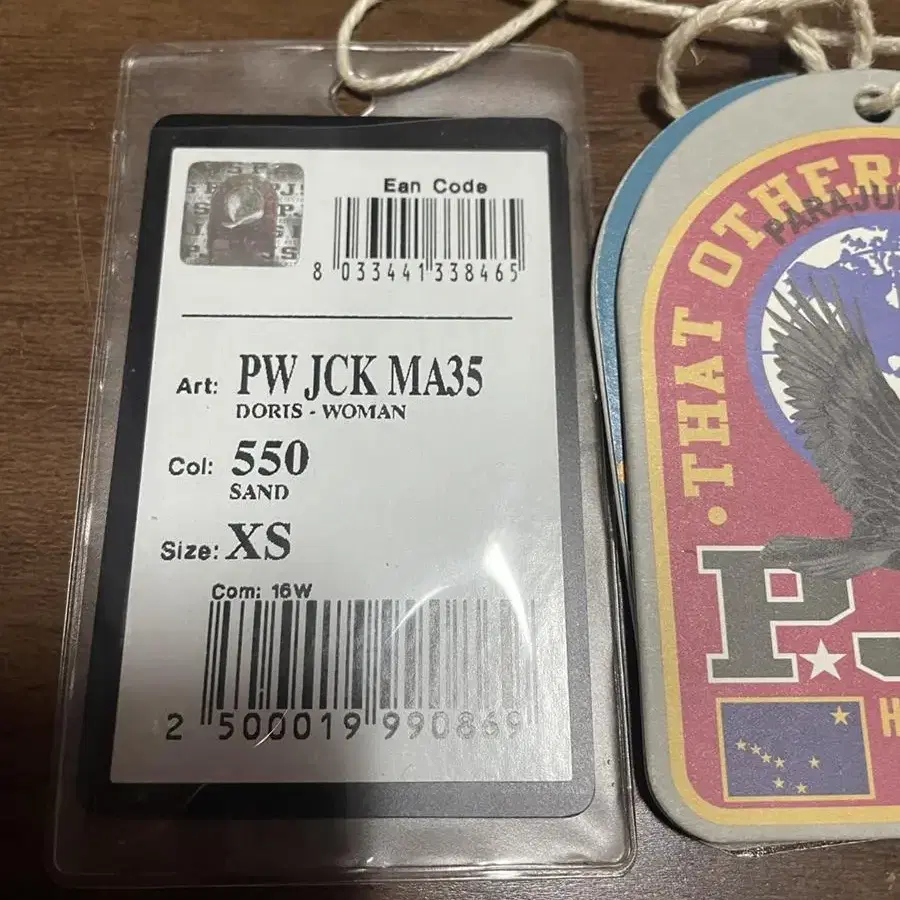 Ean Code
8 033441 338465
Art: PW JCK MA35
DORIS - WOMAN
Col: 550
SAND
Size: XS
Com: 16W
2 500019 990869
· THAT OTHERS
PARAJU
P.J
H